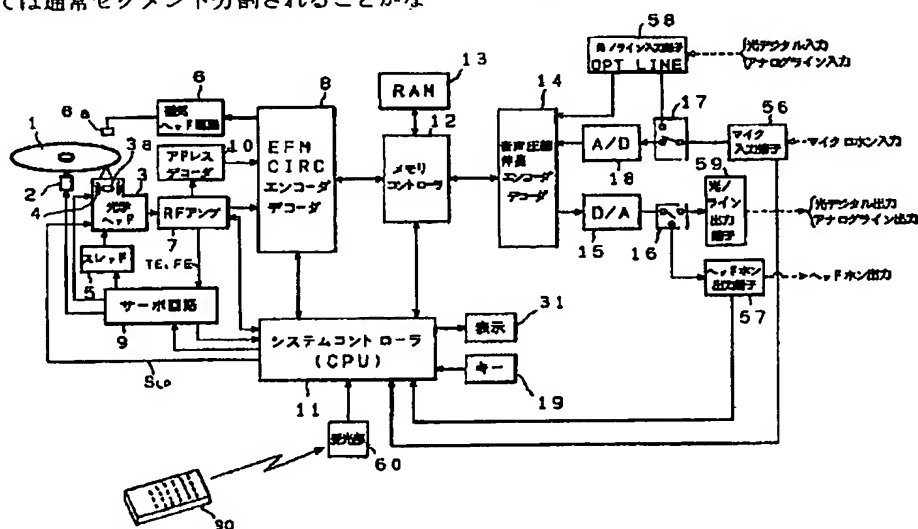 ては通常セグメント分割されることがな
58
光/ライン入力端子
OPT LINE
光デジタル入力
アナログライン入力
6
磁気
ヘッド回路
6a
8
EFM
CIRC
エンコーダ
デコーダ
13
RAM
12
メモリ
コントローラ
14
音声圧縮
伸長
エンコーダ
デコーダ
17
A/D
18
56
マイク
入力端子
マイクロホン入力
1
3a
3
10
アドレス
デコーダ
2
4
光学
ヘッド
RFアンプ
7
D/A
15
16
59
光/
ライン
出力
端子
光デジタル出力
アナログライン出力
TE.FE
スレッド
5
ヘッドホン
出力端子
57
ヘッドホン出力
サーボ回路
9
システムコントローラ
(CPU)
11
31
表示
キー
19
SLD
受光部
60
90